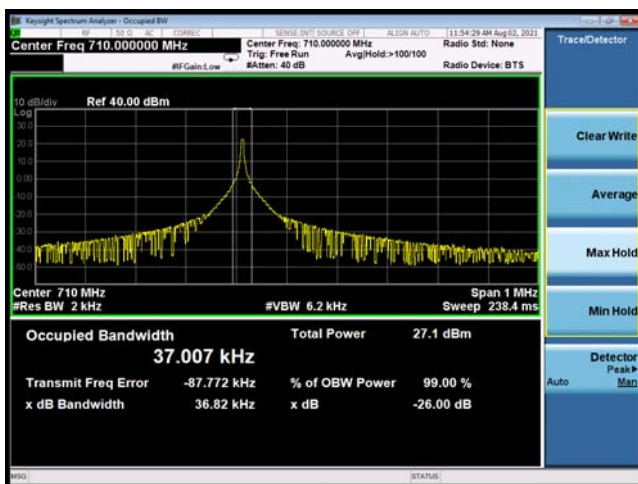 Keysight Spectrum Analyzer - Occupied BW
RF 50 Ω AC CORREC SENSE:INT SOURCE OFF ALIGN AUTO 11:54:29 AM Aug 02, 2021
Center Freq 710.000000 MHz
Center Freq: 710.000000 MHz
Radio Std: None
Trig: Free Run Avg|Hold:>100/100
#IFGain:Low #Atten: 40 dB
Radio Device: BTS
Trace/Detector
10 dB/div Ref 40.00 dBm
Log
30.0
20.0
10.0
0.00
-10.0
-20.0
-30.0
-40.0
-50.0
Center 710 MHz
Span 1 MHz
#Res BW 2 kHz
#VBW 6.2 kHz
Sweep 238.4 ms
Occupied Bandwidth
37.007 kHz
Total Power 27.1 dBm
Transmit Freq Error -87.772 kHz
% of OBW Power 99.00 %
x dB Bandwidth 36.82 kHz
x dB -26.00 dB
Clear Write
Average
Max Hold
Min Hold
Detector
Peak▶
Auto Man
MSG STATUS